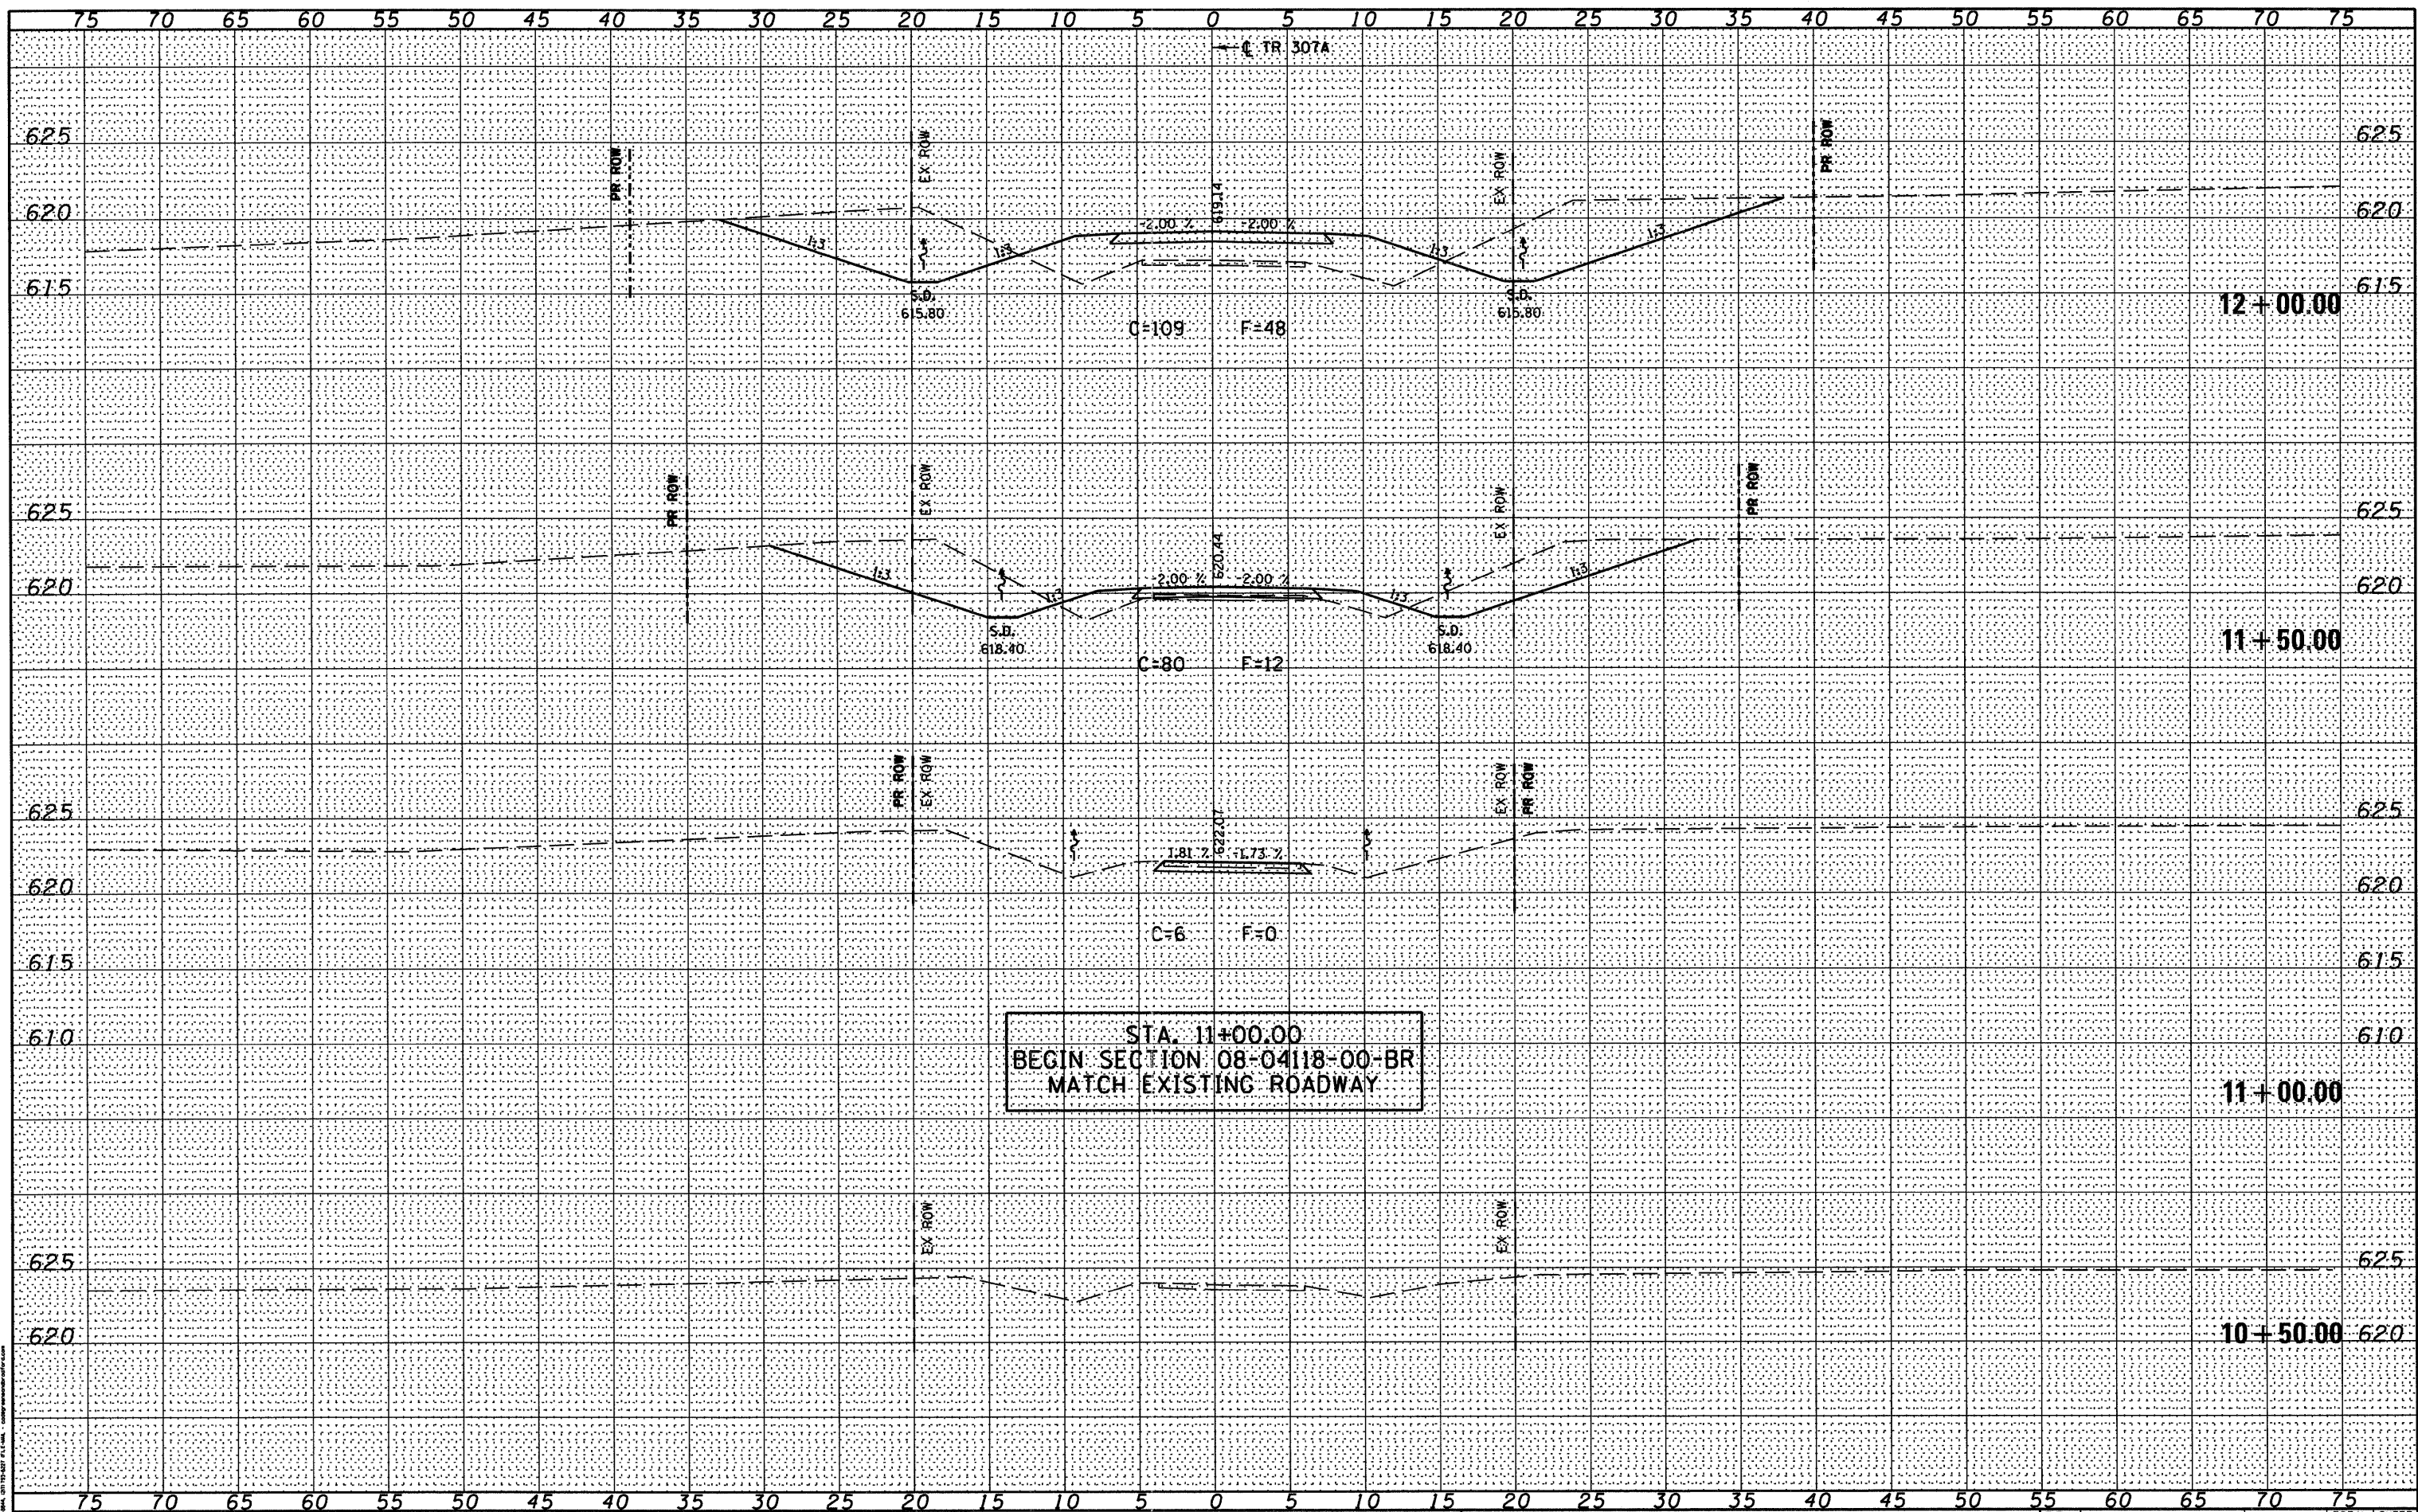 75 70 65 60 55 50 45 40 35 30 25 20 15 10 5 0 5 10 15 20 25 30 35 40 45 50 55 60 65 70 75
℄ TR 307A
625 PR ROW EX ROW EX ROW PR ROW 625
619.14
620 -2.00 % -2.00 % 620
1:3 1:3 1:3 1:3
615 S.D. S.D. 615
615.80 615.80
12+00.00
C=109 F=48
PR ROW EX ROW EX ROW PR ROW
625 625
620.44
620 1:3 1:3 -2.00 % -2.00 % 1:3 1:3 620
S.D. S.D.
618.40 618.40
11+50.00
C=80 F=12
PR ROW EX ROW EX ROW PR ROW
625 625
622.07
1.81 % -1.73 %
620 620
C=6 F=0
615 615
STA. 11+00.00
BEGIN SECTION 08-04118-00-BR
MATCH EXISTING ROADWAY
610 610
11+00.00
EX ROW EX ROW
625 625
620 10+50.00 620
75 70 65 60 55 50 45 40 35 30 25 20 15 10 5 0 5 10 15 20 25 30 35 40 45 50 55 60 65 70 75